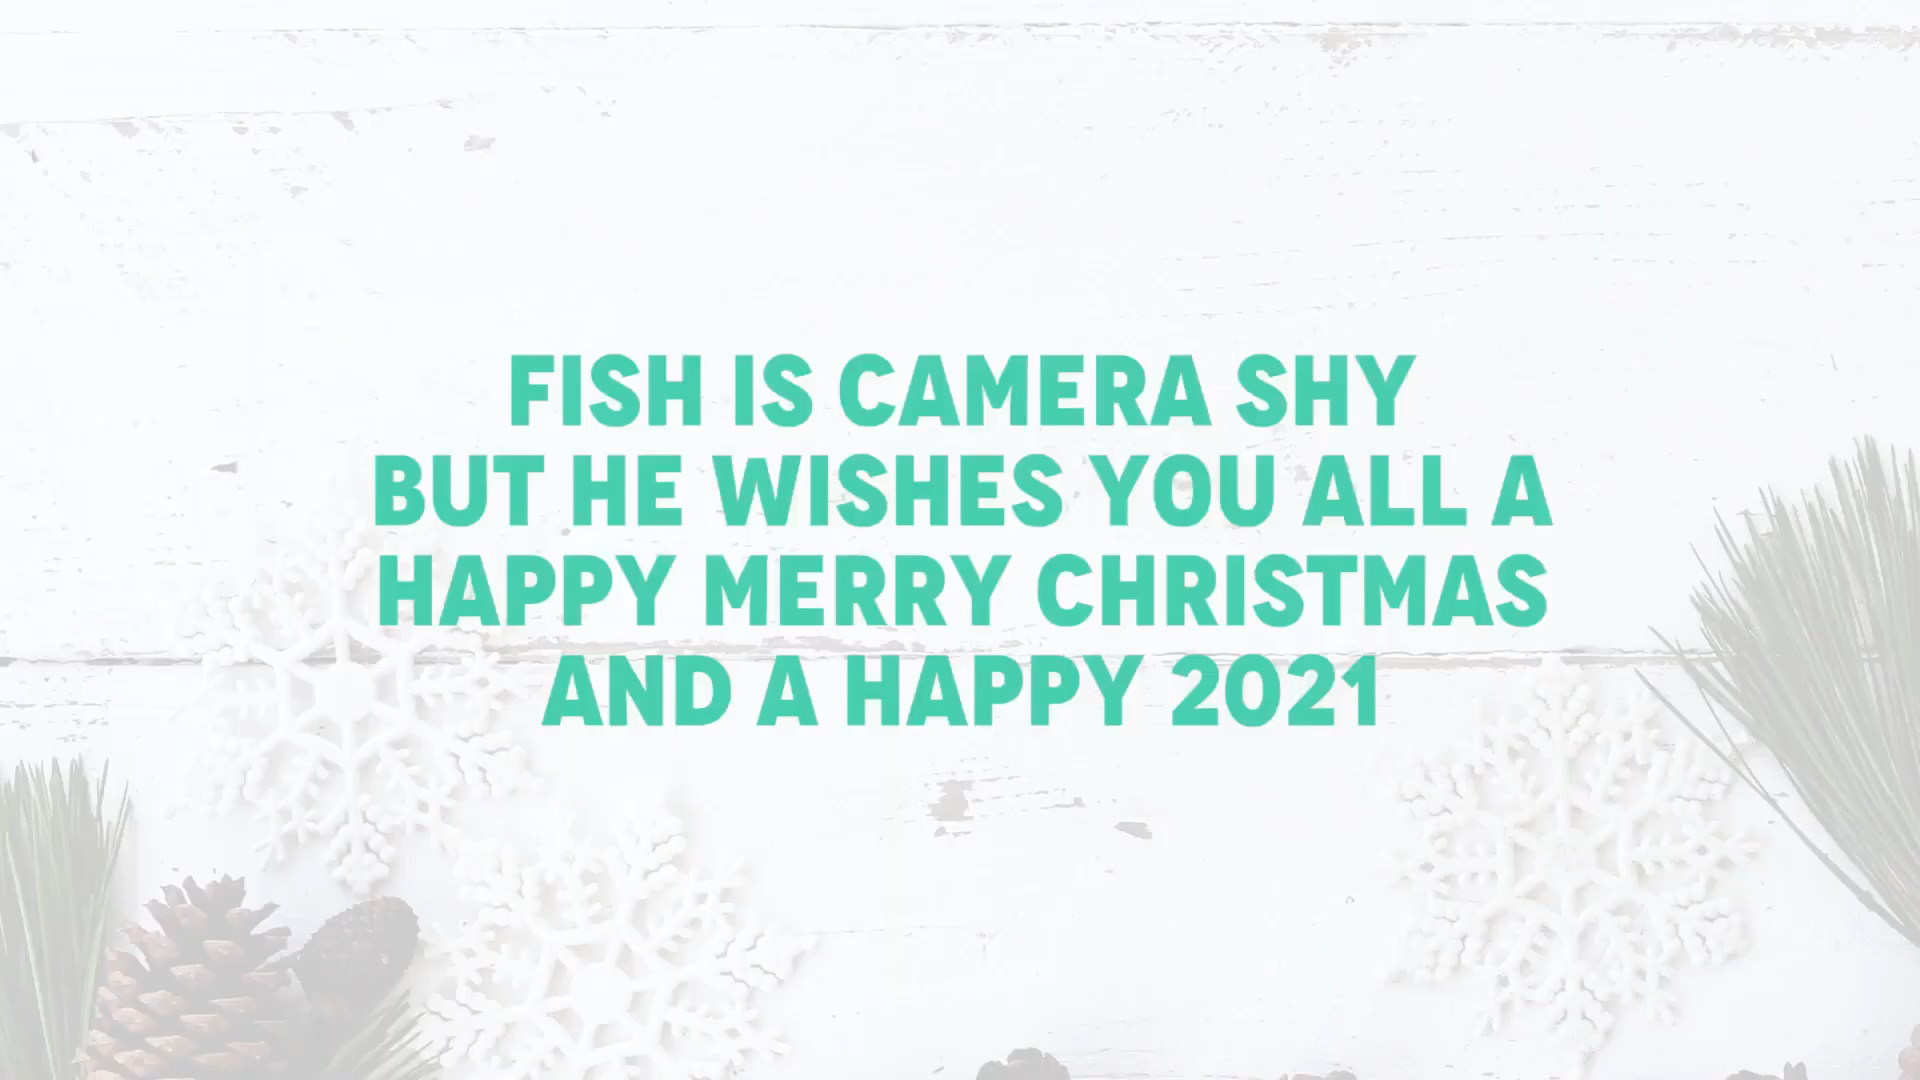 FISH IS CAMERA SHY
BUT HE WISHES YOU ALL A
HAPPY MERRY CHRISTMAS
AND A HAPPY 2021